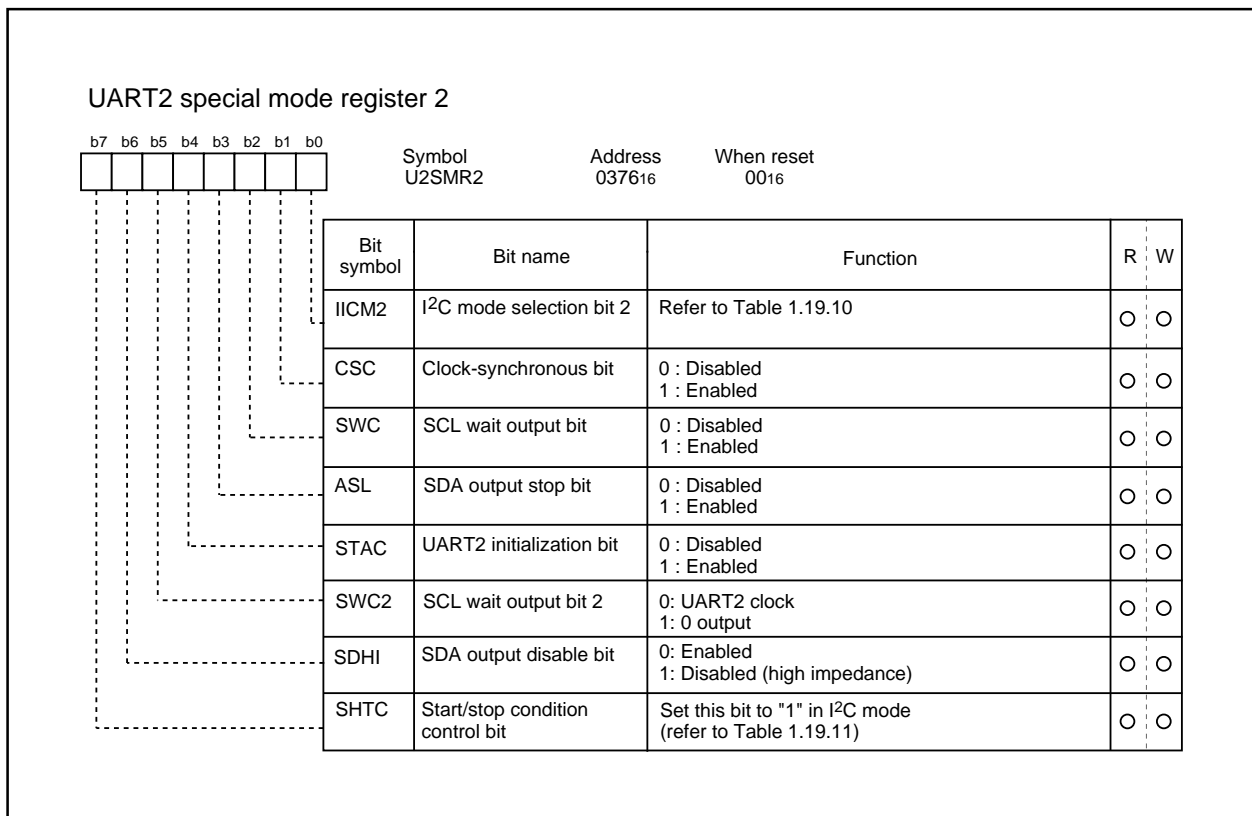 UART2 special mode register 2
b7 b6 b5 b4 b3 b2 b1 b0
Symbol Address When reset
U2SMR2 037616 0016
Bit symbol Bit name Function R W
IICM2 I2C mode selection bit 2 Refer to Table 1.19.10
CSC Clock-synchronous bit 0 : Disabled
1 : Enabled
SWC SCL wait output bit 0 : Disabled
1 : Enabled
ASL SDA output stop bit 0 : Disabled
1 : Enabled
STAC UART2 initialization bit 0 : Disabled
1 : Enabled
SWC2 SCL wait output bit 2 0: UART2 clock
1: 0 output
SDHI SDA output disable bit 0: Enabled
1: Disabled (high impedance)
SHTC Start/stop condition control bit Set this bit to "1" in I2C mode
(refer to Table 1.19.11)